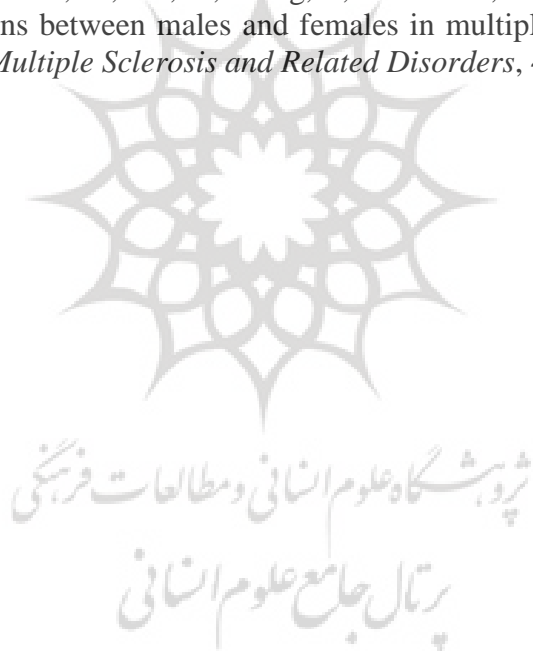 ns between males and females in multipl
Multiple Sclerosis and Related Disorders,
پژوهشگاه علوم انسانی و مطالعات فرهنگی
پرتال جامع علوم انسانی